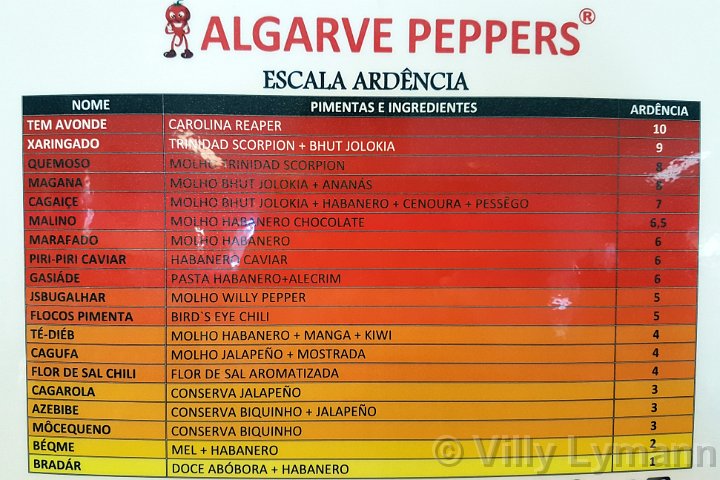 ALGARVE PEPPERS®
ESCALA ARDÊNCIA
NOME PIMENTAS E INGREDIENTES ARDÊNCIA
TEM AVONDE CAROLINA REAPER 10
XARINGADO TRINIDAD SCORPION + BHUT JOLOKIA 9
QUEMOSO MOLHO TRINIDAD SCORPION 8
MAGANA MOLHO BHUT JOLOKIA + ANANÁS 8
CAGAIÇE MOLHO BHUT JOLOKIA + HABANERO + CENOURA + PESSÊGO 7
MALINO MOLHO HABANERO CHOCOLATE 6,5
MARAFADO MOLHO HABANERO 6
PIRI-PIRI CAVIAR HABANERO CAVIAR 6
GASIÁDE PASTA HABANERO+ALECRIM 6
JSBUGALHAR MOLHO WILLY PEPPER 5
FLOCOS PIMENTA BIRD`S EYE CHILI 5
TÉ-DIÉB MOLHO HABANERO + MANGA + KIWI 4
CAGUFA MOLHO JALAPEÑO + MOSTRADA 4
FLOR DE SAL CHILI FLOR DE SAL AROMATIZADA 4
CAGAROLA CONSERVA JALAPEÑO 3
AZEBIBE CONSERVA BIQUINHO + JALAPEÑO 3
MÔCEQUENO CONSERVA BIQUINHO 3
BÉQME MEL + HABANERO 2
BRADÁR DOCE ABÓBORA + HABANERO 1
© Villy Lymann